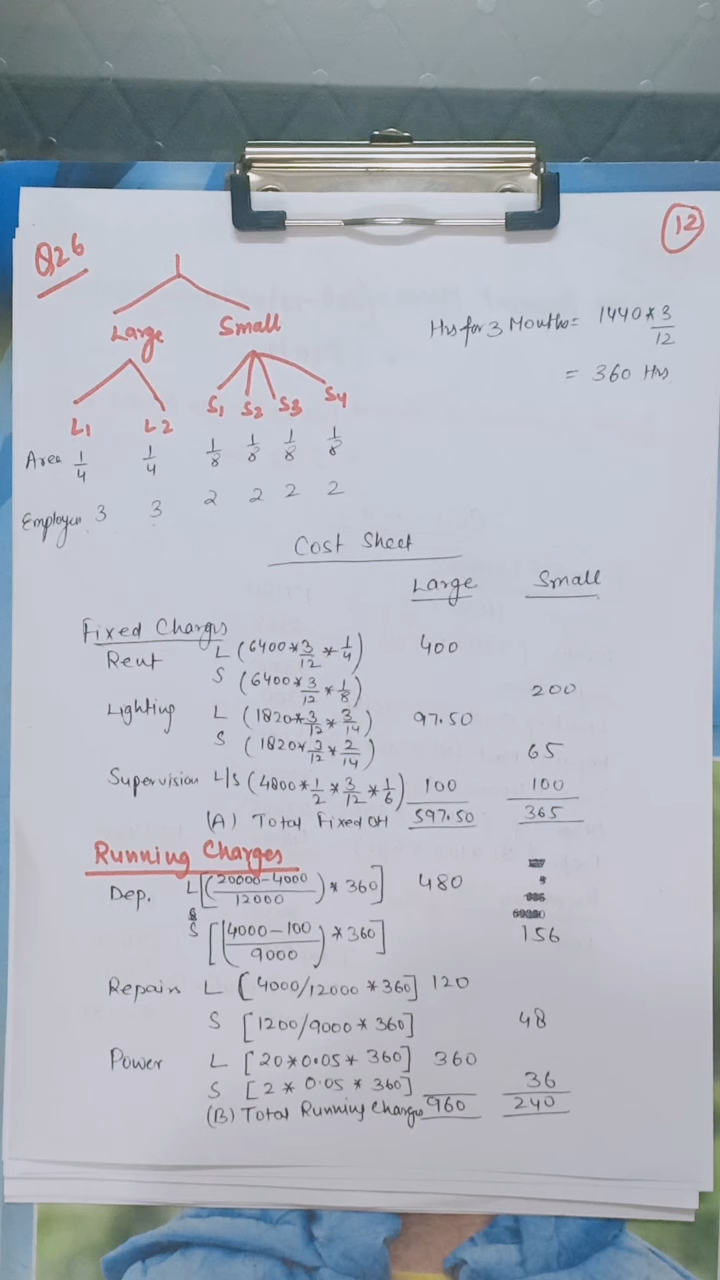 12
Q26
Large Small
Hrs for 3 Months = 1440*3/12
= 360 Hrs
L1 L2 S1 S2 S3 S4
Area 1/4 1/4 1/8 1/8 1/8 1/8
Employees 3 3 2 2 2 2
Cost Sheet
Large Small
Fixed Charges
Rent L (6400*3/12*1/4) 400
S (6400*3/12*1/8) 200
Lighting L (1820*3/12*3/14) 97.50
S (1820*3/12*2/14) 65
Supervision L/S (4800*1/2*3/12*1/6) 100 100
(A) Total Fixed OH 597.50 365
Running Charges
Dep. L [(20000-4000/12000)*360] 480
S [(4000-100/9000)*360] 156
Repairs L [4000/12000*360] 120
S [1200/9000*360] 48
Power L [20*0.05*360] 360
S [2*0.05*360] 36
(B) Total Running Charges 960 240